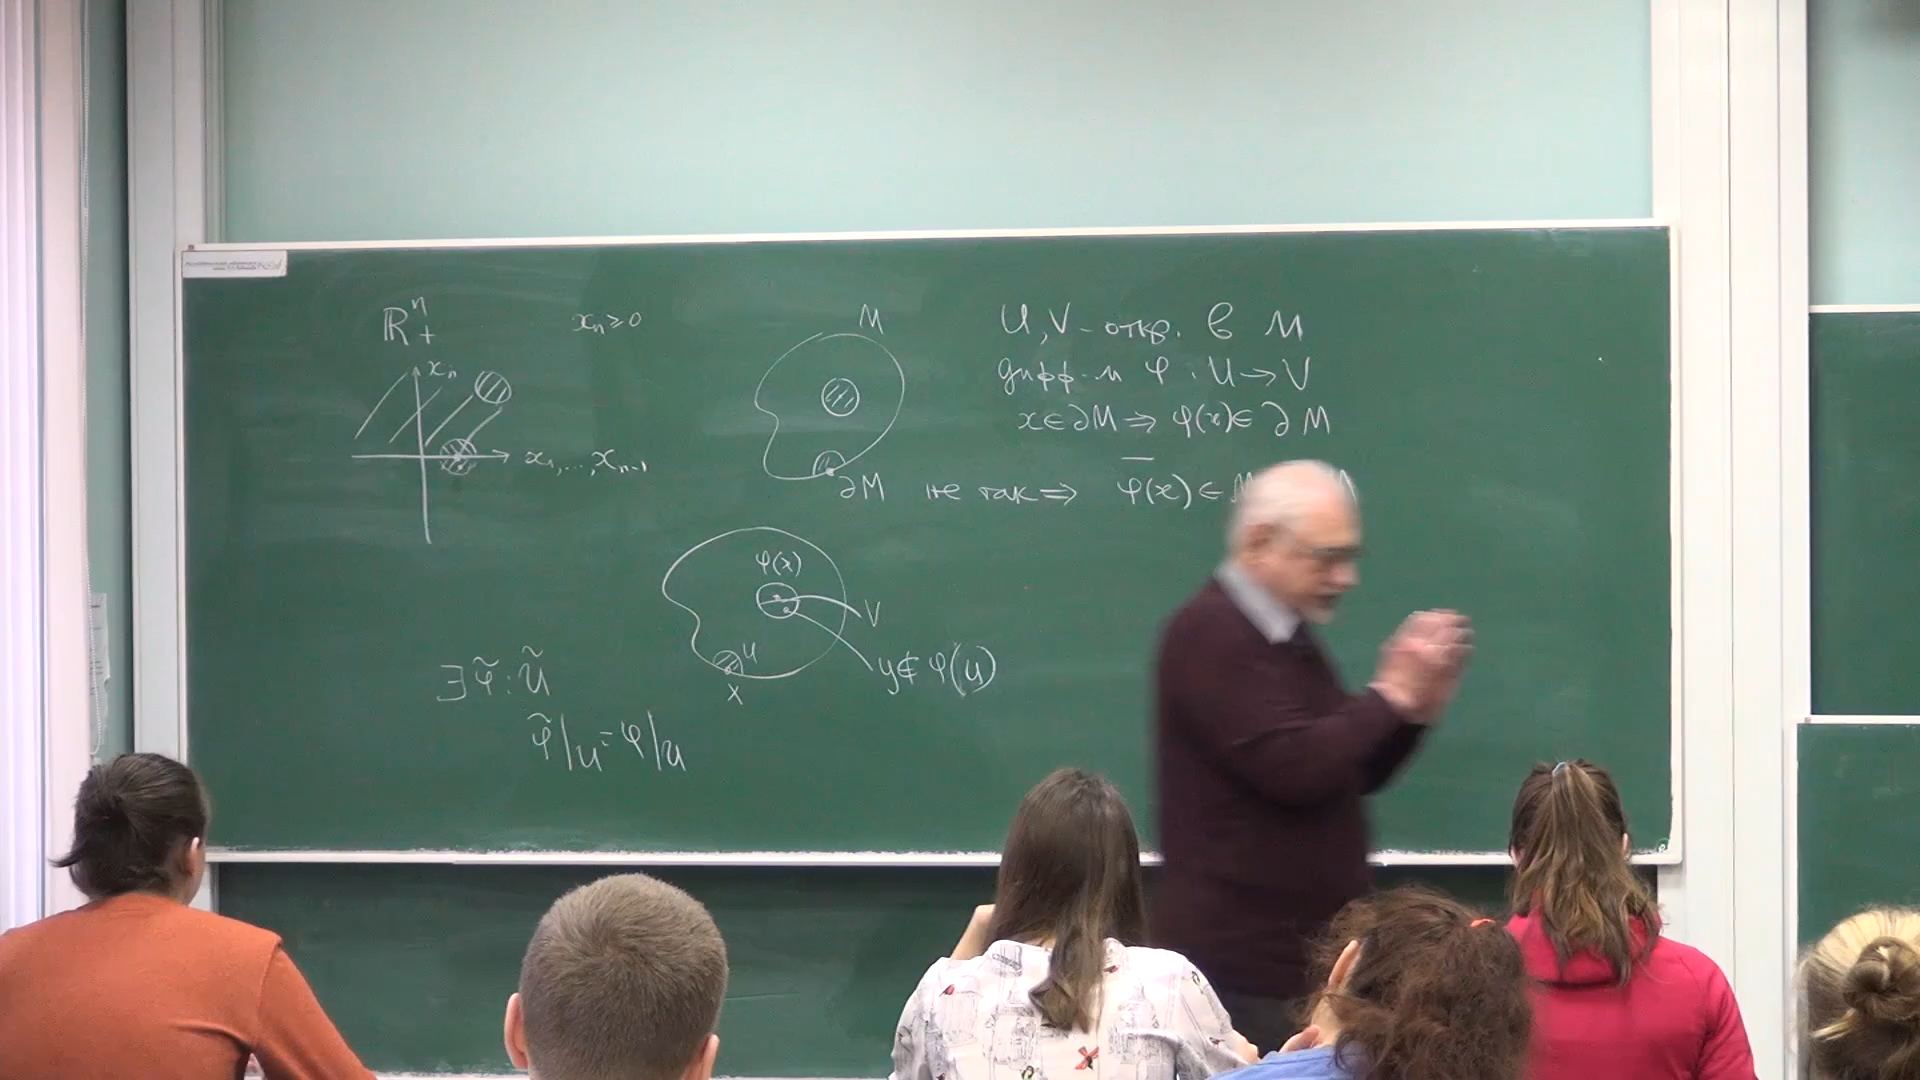 ℝⁿ₊
xₙ ≥ 0
xₙ
x₁,...,xₙ₋₁
M
∂M
U, V - откр. в M
дифф-м φ : U → V
x ∈ ∂M ⇒ φ(x) ∈ ∂M
не так ⇒ φ(x) ∈ M
φ(x)
V
U
x
y ∉ φ(U)
∃ φ̃ : Ũ
φ̃|u = φ|u